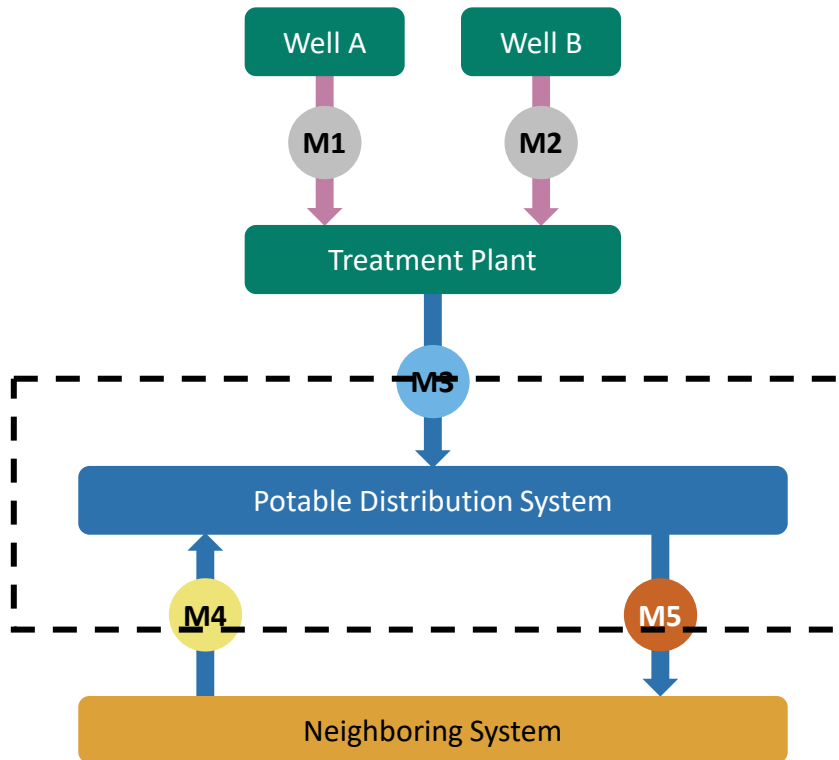 Well A
Well B
M1
M2
Treatment Plant
M3
Potable Distribution System
M4
M5
Neighboring System